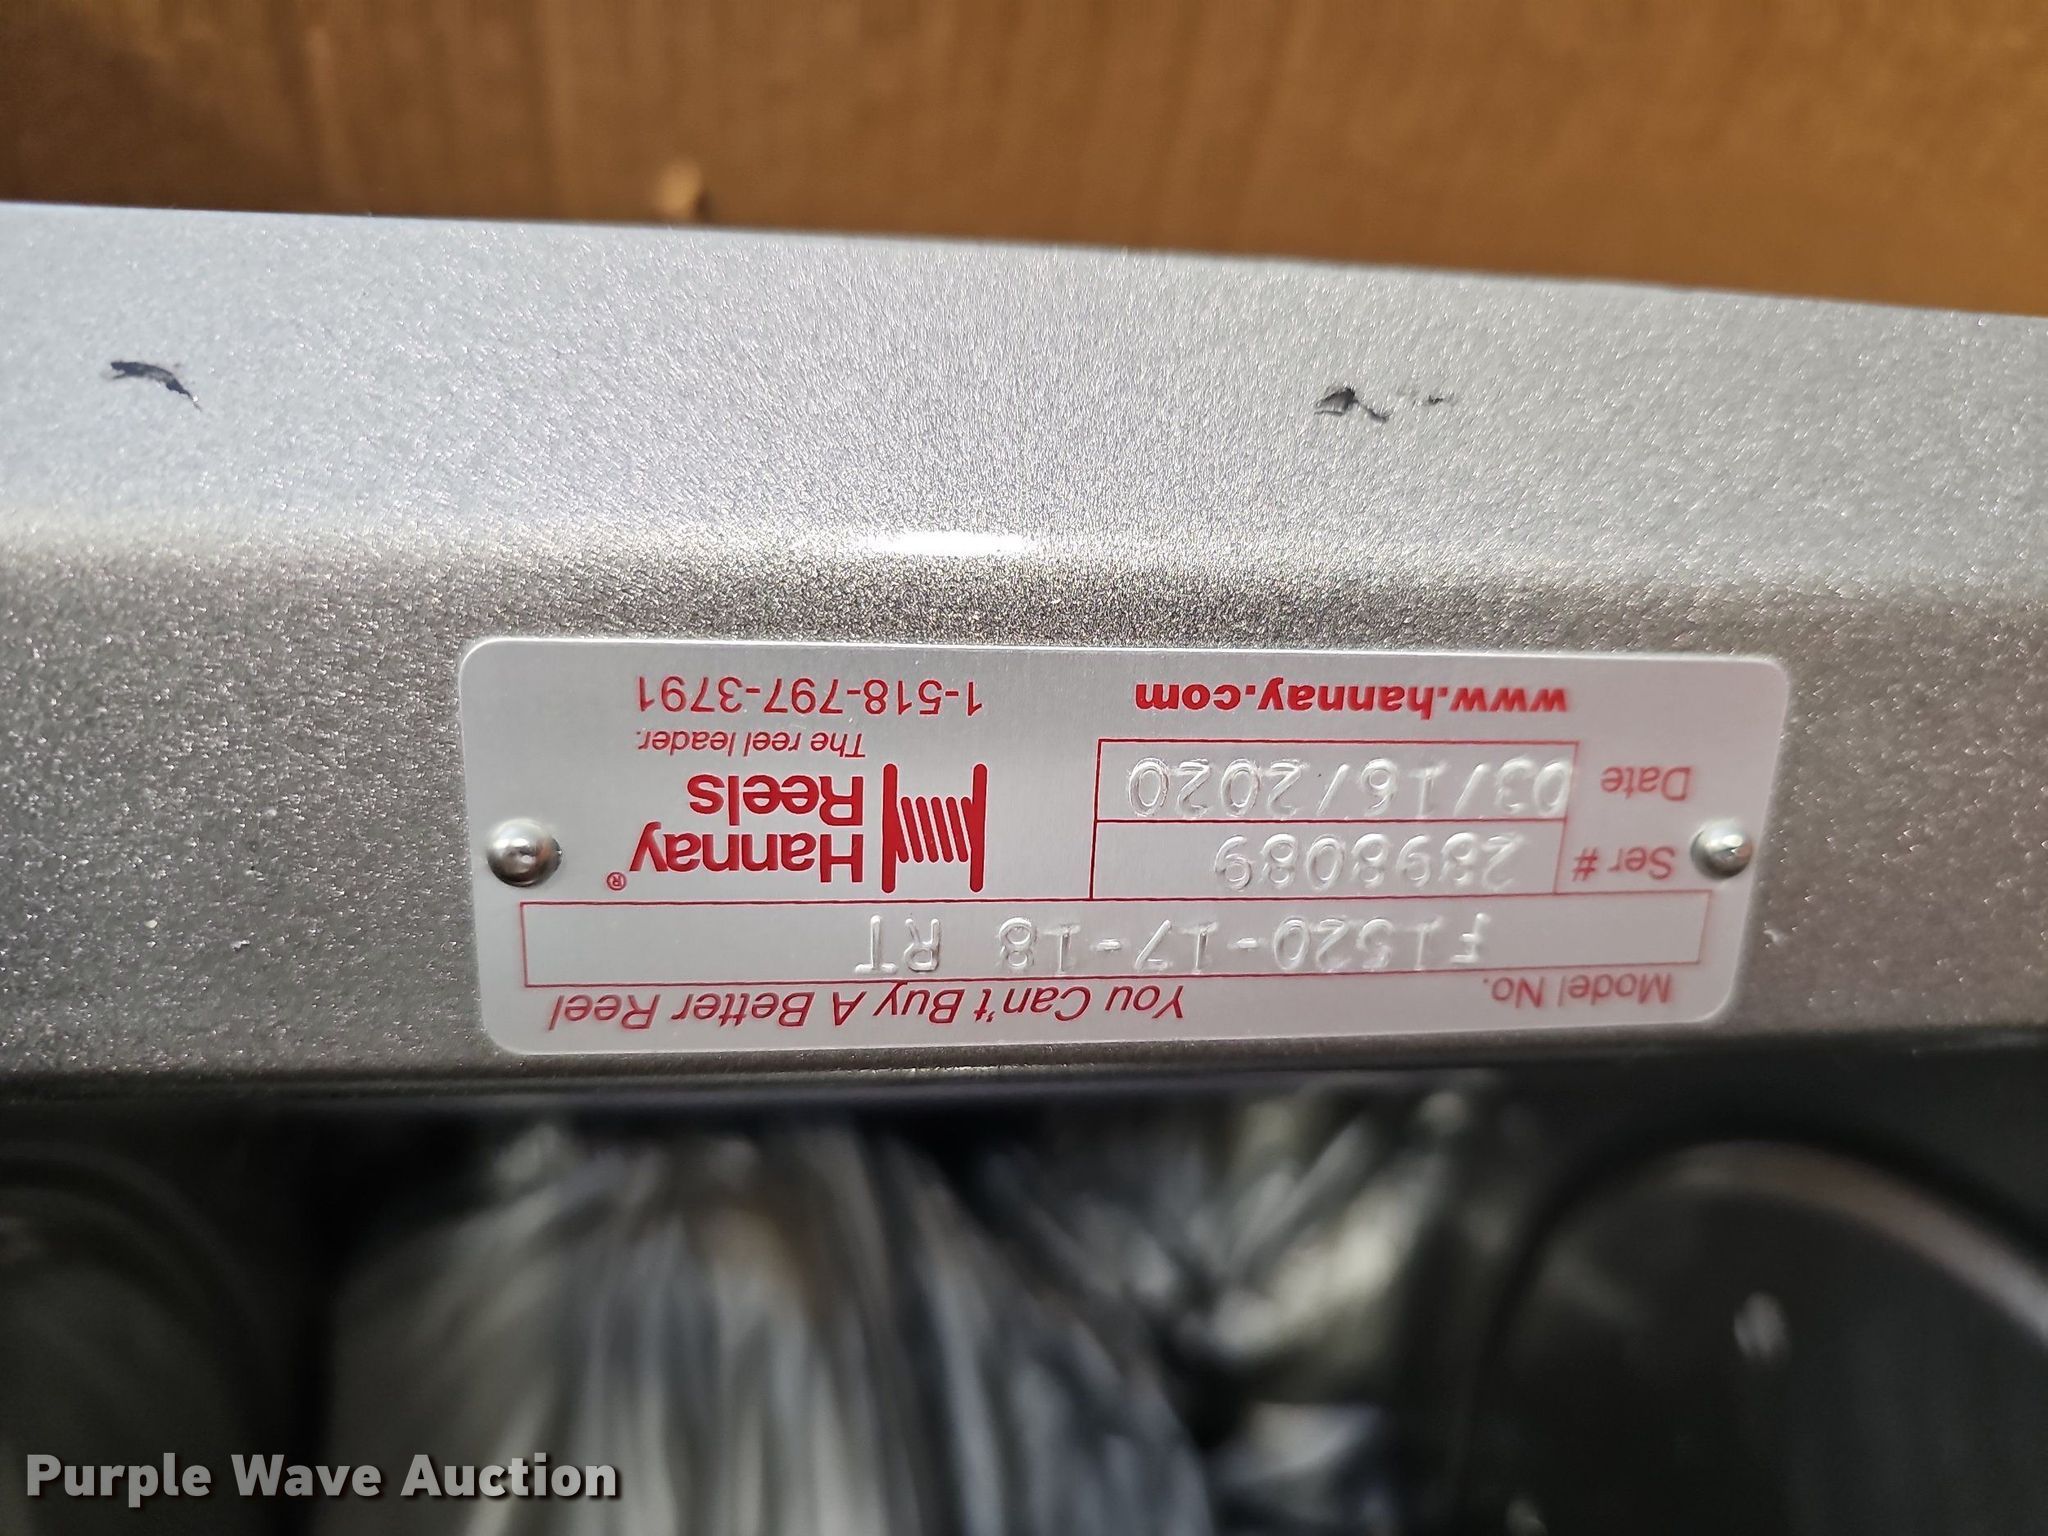 Model No. You Can't Buy A Better Reel
F1520-17-18 RT
Ser # 2898089
Date 03/16/2020
www.hannay.com
Hannay®
Reels
The reel leader.
1-518-797-3791
Purple Wave Auction